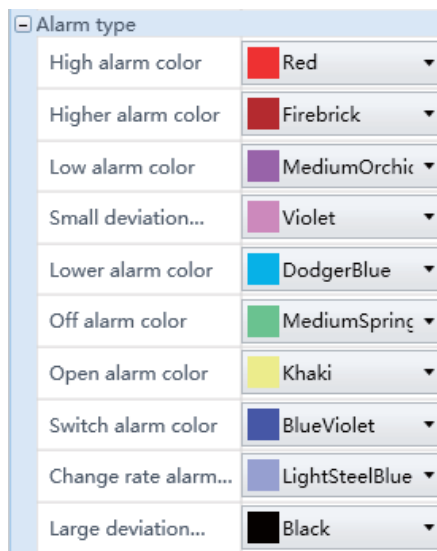 Alarm type
High alarm color Red
Higher alarm color Firebrick
Low alarm color MediumOrchic
Small deviation... Violet
Lower alarm color DodgerBlue
Off alarm color MediumSpring
Open alarm color Khaki
Switch alarm color BlueViolet
Change rate alarm... LightSteelBlue
Large deviation... Black